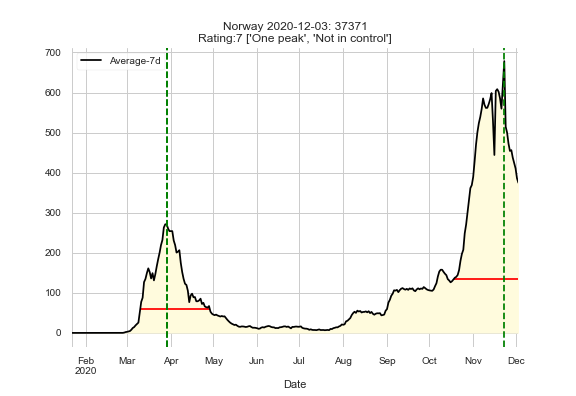 Norway 2020-12-03: 37371
Rating:7 ['One peak', 'Not in control']
700
Average-7d
600
500
400
300
200
100
0
Feb Mar Apr May Jun Jul Aug Sep Oct Nov Dec
2020
Date